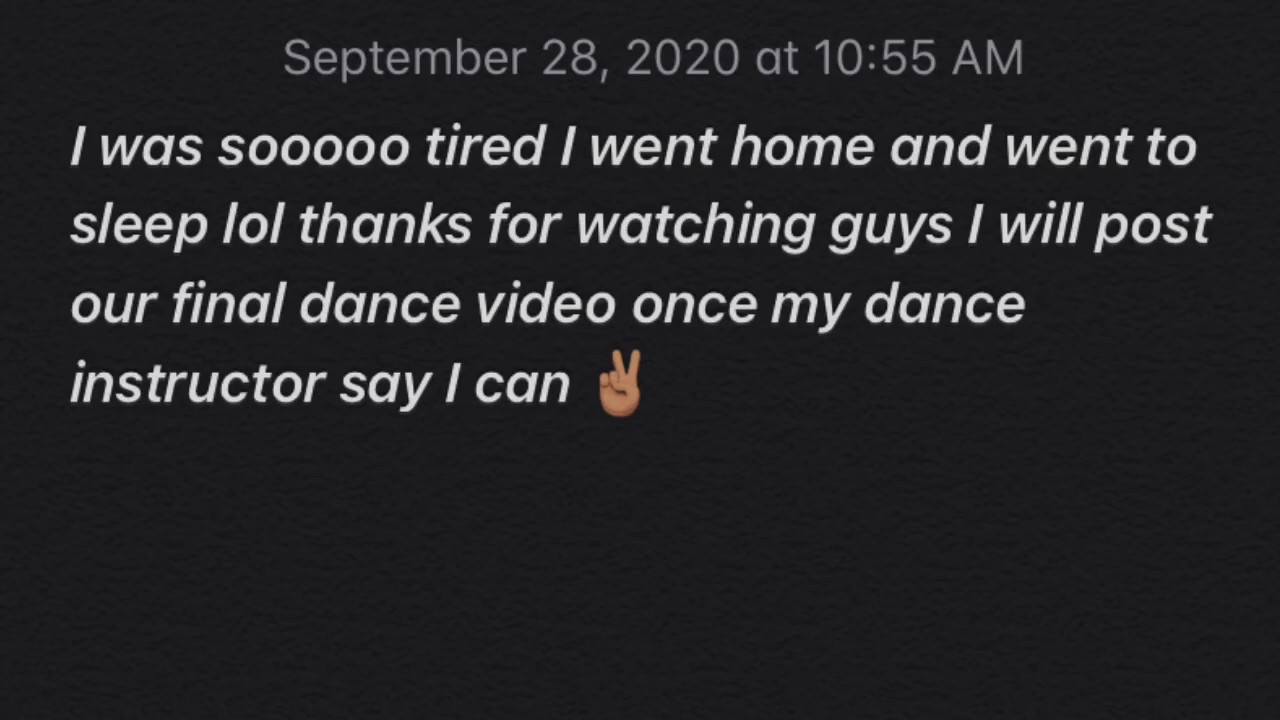 September 28, 2020 at 10:55 AM
I was sooooo tired I went home and went to
sleep lol thanks for watching guys I will post
our final dance video once my dance
instructor say I can ✌🏽